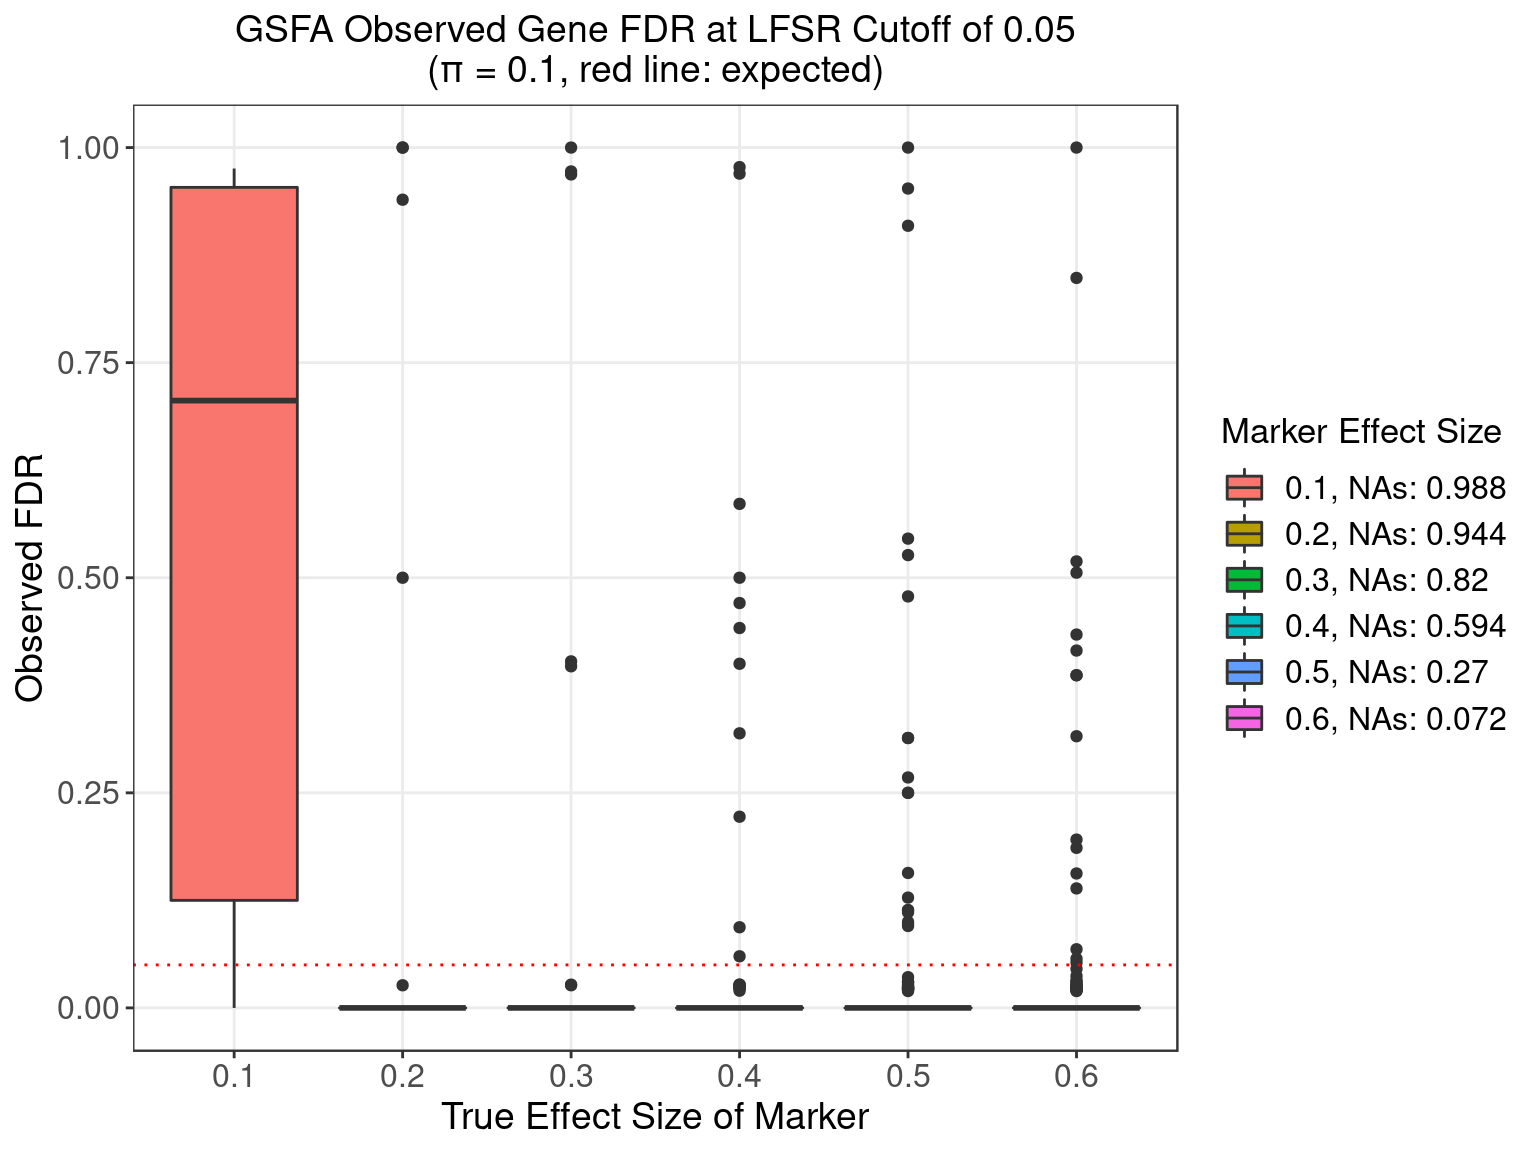 GSFA Observed Gene FDR at LFSR Cutoff of 0.05
(π = 0.1, red line: expected)
Observed FDR
1.00
0.75
0.50
0.25
0.00
0.1 0.2 0.3 0.4 0.5 0.6
True Effect Size of Marker
Marker Effect Size
0.1, NAs: 0.988
0.2, NAs: 0.944
0.3, NAs: 0.82
0.4, NAs: 0.594
0.5, NAs: 0.27
0.6, NAs: 0.072